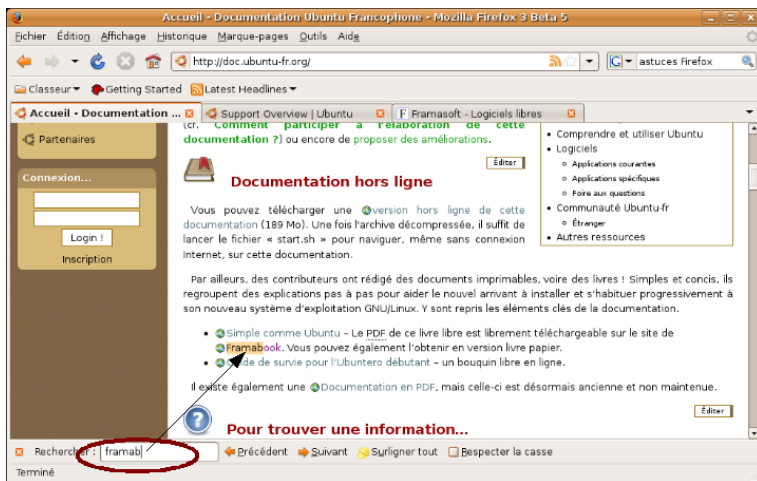 Accueil - Documentation Ubuntu Francophone - Mozilla Firefox 3 Beta 5
Fichier Édition Affichage Historique Marque-pages Outils Aide
http://doc.ubuntu-fr.org/ G astuces Firefox
Classeur Getting Started Latest Headlines
Accueil - Documentation ... Support Overview | Ubuntu F Framasoft - Logiciels libres
Partenaires
Connexion...
Login !
Inscription
(cf. Comment participer à l'élaboration de cette
documentation ?) ou encore de proposer des améliorations.
Éditer
Documentation hors ligne
Vous pouvez télécharger une version hors ligne de cette
documentation (189 Mo). Une fois l'archive décompressée, il suffit de
lancer le fichier « start.sh » pour naviguer, même sans connexion
Internet, sur cette documentation.
Comprendre et utiliser Ubuntu
Logiciels
Applications courantes
Applications spécifiques
Foire aux questions
Communauté Ubuntu-fr
Étranger
Autres ressources
Par ailleurs, des contributeurs ont rédigé des documents imprimables, voire des livres ! Simples et concis, ils
regroupent des explications pas à pas pour aider le nouvel arrivant à installer et s'habituer progressivement à
son nouveau système d'exploitation GNU/Linux. Y sont repris les éléments clés de la documentation.
Simple comme Ubuntu – Le PDF de ce livre libre est librement téléchargeable sur le site de
Framabook. Vous pouvez également l'obtenir en version livre papier.
Guide de survie pour l'Ubuntero débutant – un bouquin libre en ligne.
Il existe également une Documentation en PDF, mais celle-ci est désormais ancienne et non maintenue.
Éditer
Pour trouver une information...
Rechercher : framab Précédent Suivant Surligner tout Respecter la casse
Terminé